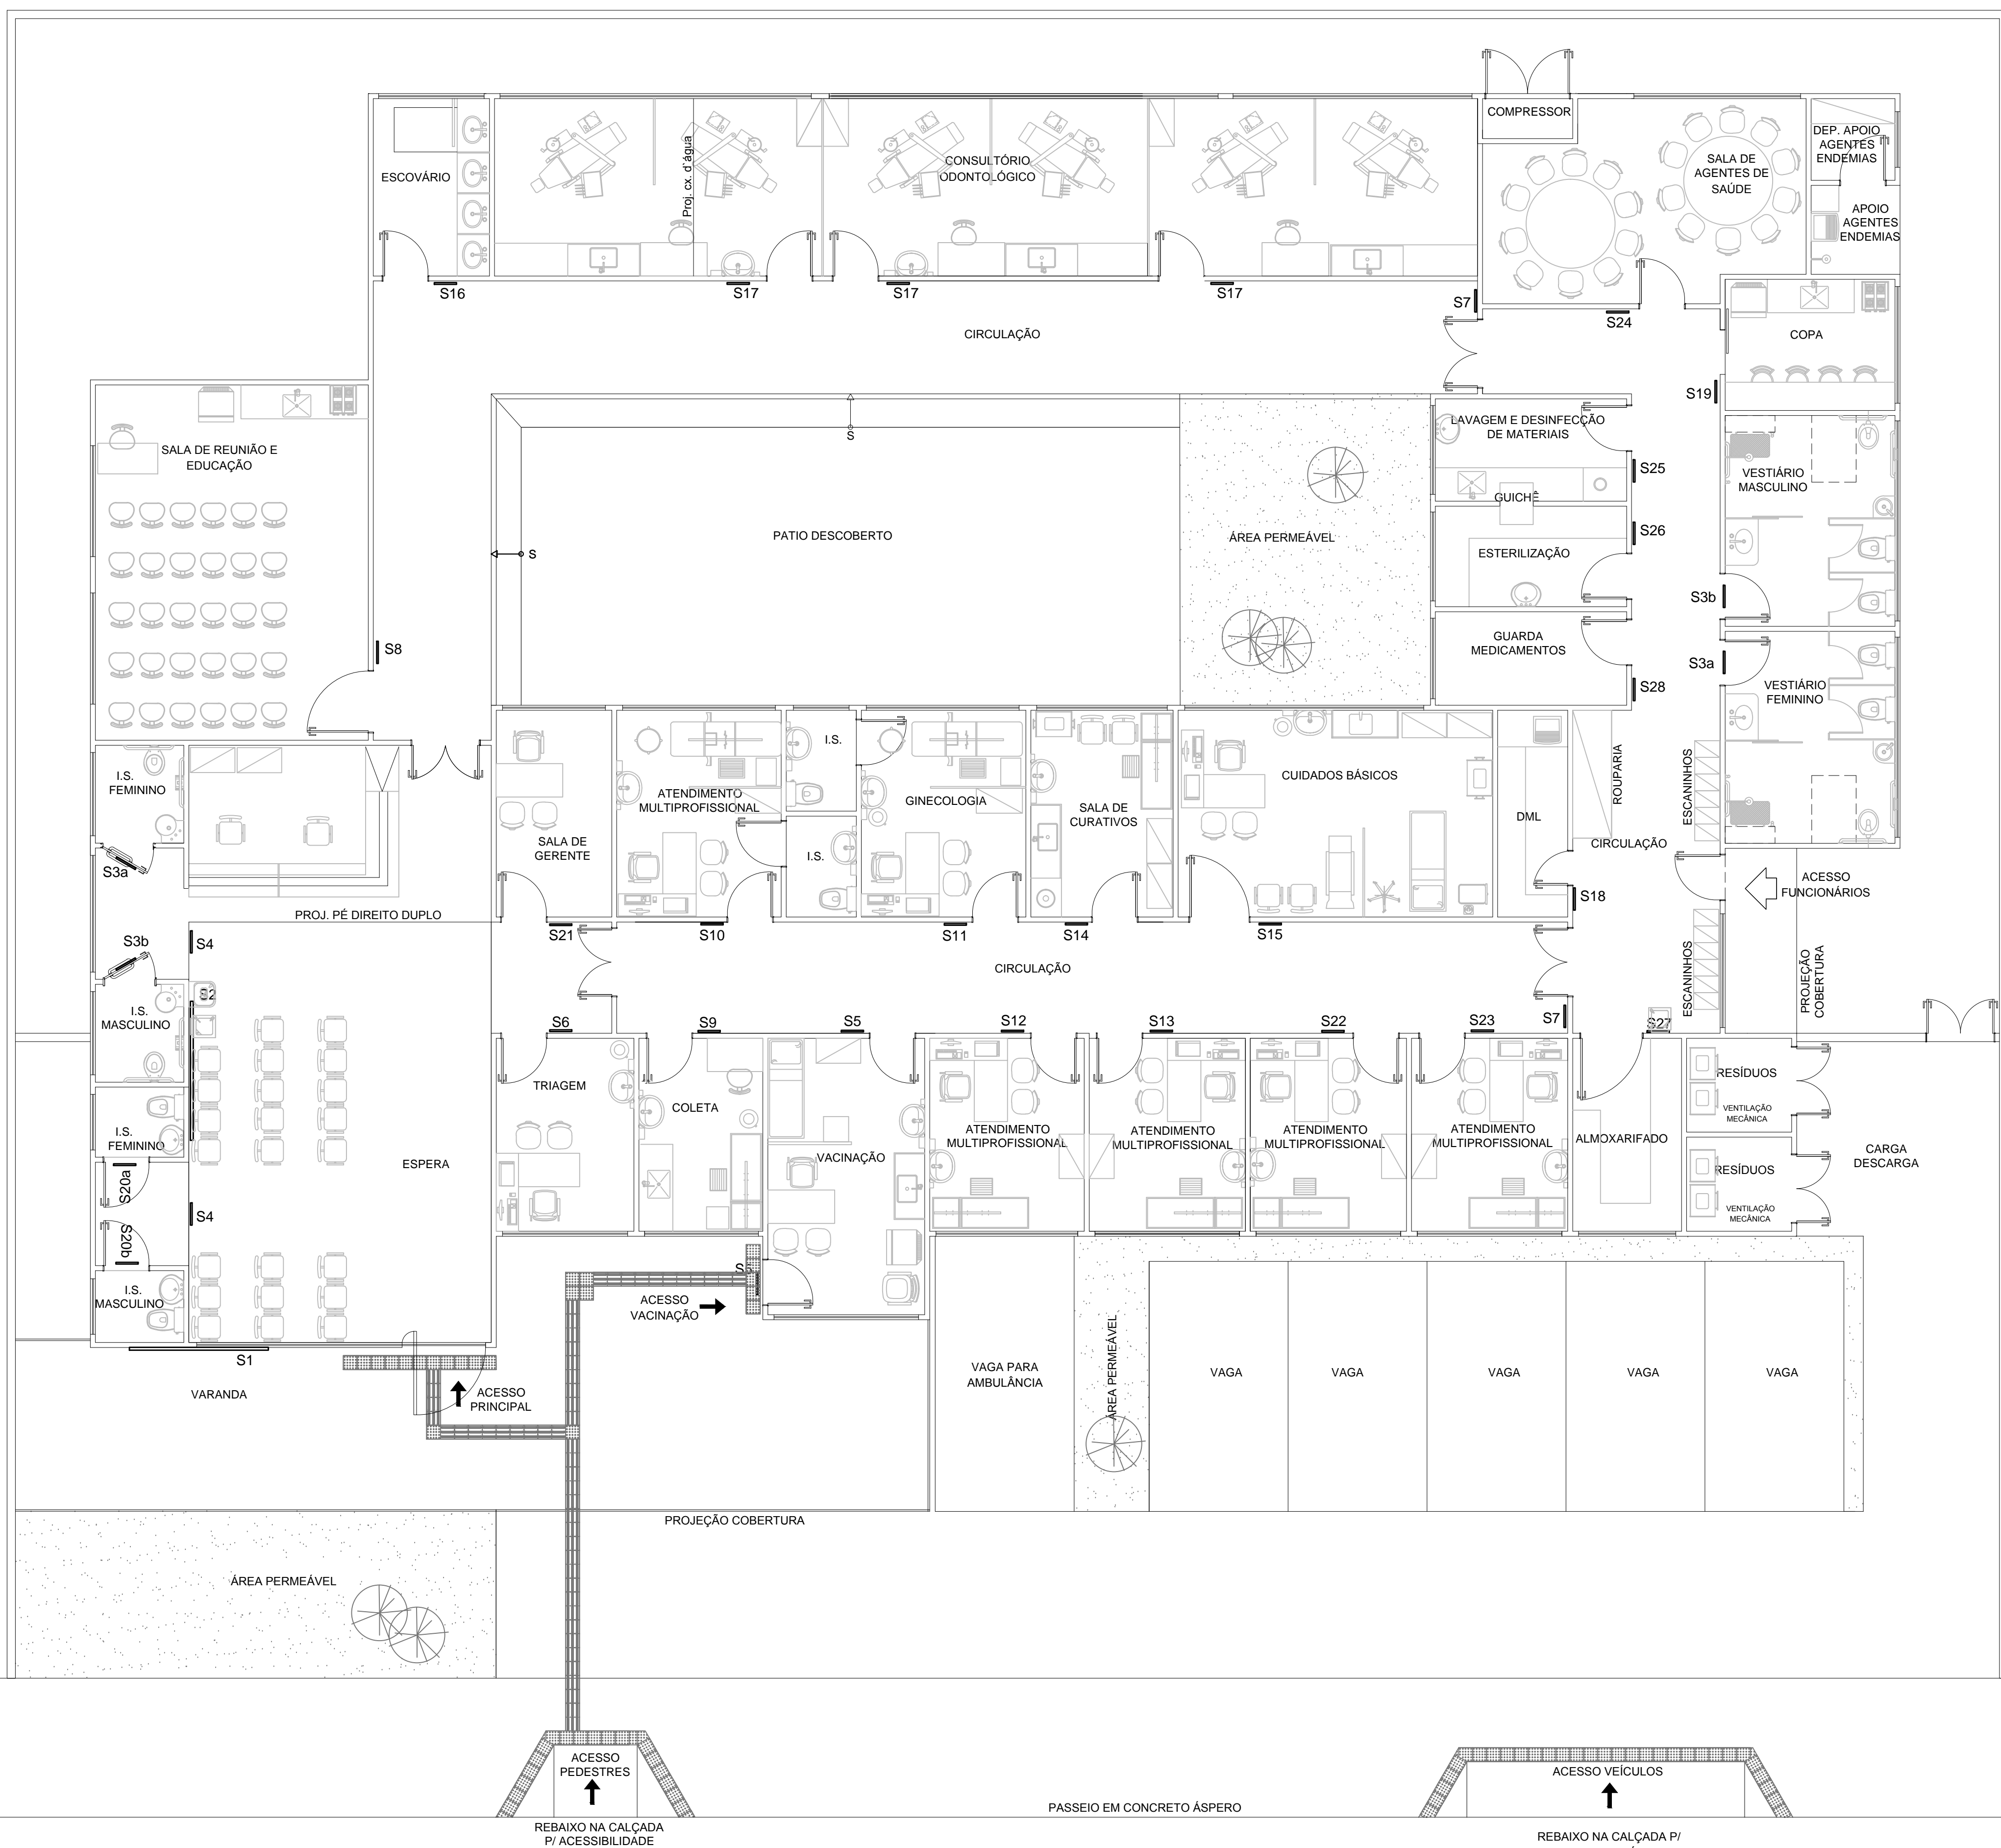 COMPRESSOR
DEP. APOIO
AGENTES
ENDEMIAS
SALA DE
AGENTES DE
SAÚDE
CONSULTÓRIO
ODONTOLÓGICO
Proj. cx. d'água
ESCOVÁRIO
APOIO
AGENTES
ENDEMIAS
S16
S17
S17
S17
S7
S24
CIRCULAÇÃO
COPA
S19
LAVAGEM E DESINFECÇÃO
DE MATERIAIS
S
SALA DE REUNIÃO E
EDUCAÇÃO
S25
VESTIÁRIO
MASCULINO
GUICHÊ
PATIO DESCOBERTO
ÁREA PERMEÁVEL
S26
S
ESTERILIZAÇÃO
S3b
S8
GUARDA
MEDICAMENTOS
S3a
S28
VESTIÁRIO
FEMININO
I.S.
I.S.
FEMININO
CUIDADOS BÁSICOS
ROUPARIA
ESCANINHOS
ATENDIMENTO
MULTIPROFISSIONAL
GINECOLOGIA
SALA DE
CURATIVOS
DML
SALA DE
GERENTE
I.S.
CIRCULAÇÃO
S3a
ACESSO
FUNCIONÁRIOS
S18
PROJ. PÉ DIREITO DUPLO
S3b
S4
S21
S10
S11
S14
S15
ESCANINHOS
PROJEÇÃO
COBERTURA
CIRCULAÇÃO
S2
I.S.
MASCULINO
S6
S9
S5
S12
S13
S22
S23
S7
S27
TRIAGEM
COLETA
RESÍDUOS
VENTILAÇÃO
MECÂNICA
I.S.
FEMININO
ATENDIMENTO
MULTIPROFISSIONAL
ATENDIMENTO
MULTIPROFISSIONAL
ATENDIMENTO
MULTIPROFISSIONAL
ATENDIMENTO
MULTIPROFISSIONAL
ALMOXARIFADO
VACINAÇÃO
ESPERA
CARGA
DESCARGA
RESÍDUOS
VENTILAÇÃO
MECÂNICA
S20a
S4
S20b
I.S.
MASCULINO
ACESSO
VACINAÇÃO
S1
VARANDA
ACESSO
PRINCIPAL
VAGA PARA
AMBULÂNCIA
ÁREA PERMEÁVEL
VAGA
VAGA
VAGA
VAGA
VAGA
PROJEÇÃO COBERTURA
ÁREA PERMEÁVEL
ACESSO
PEDESTRES
ACESSO VEÍCULOS
PASSEIO EM CONCRETO ÁSPERO
REBAIXO NA CALÇADA
P/ ACESSIBILIDADE
REBAIXO NA CALÇADA P/